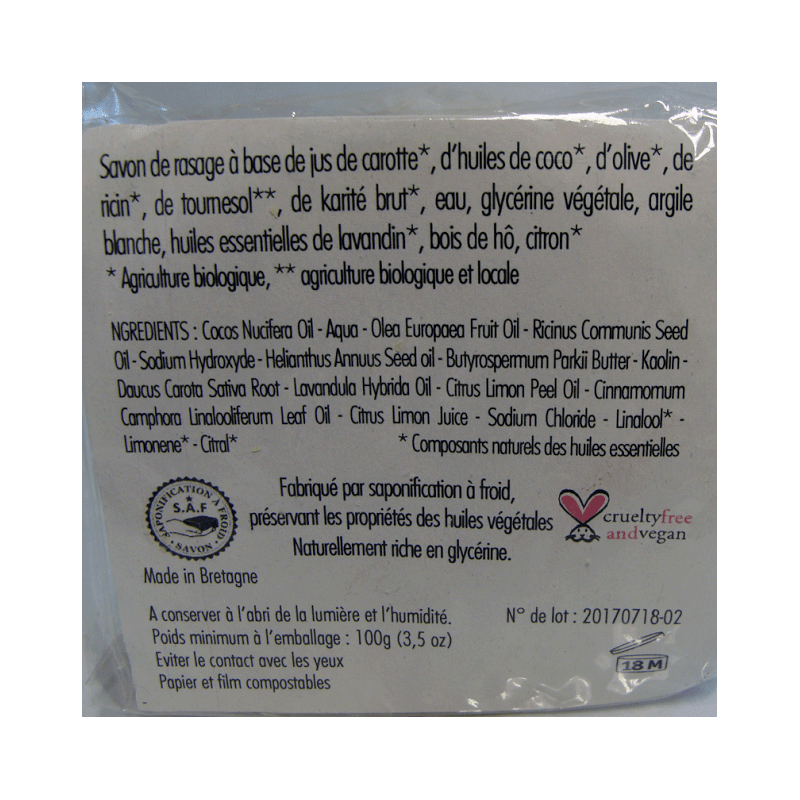 Savon de rasage à base de jus de carotte*, d'huiles de coco*, d'olive*, de
ricin*, de tournesol**, de karité brut*, eau, glycérine végétale, argile
blanche, huiles essentielles de lavandin*, bois de hô, citron*
* Agriculture biologique, ** agriculture biologique et locale
NGREDIENTS : Cocos Nucifera Oil - Aqua - Olea Europaea Fruit Oil - Ricinus Communis Seed
Oil - Sodium Hydroxyde - Helianthus Annuus Seed oil - Butyrospermum Parkii Butter - Kaolin -
Daucus Carota Sativa Root - Lavandula Hybrida Oil - Citrus Limon Peel Oil - Cinnamomum
Camphora Linalooliferum Leaf Oil - Citrus Limon Juice - Sodium Chloride - Linalool* -
Limonene* - Citral* * Composants naturels des huiles essentielles
SAPONIFICATION À FROID
S.A.F
SAVON
Fabriqué par saponification à froid,
préservant les propriétés des huiles végétales
Naturellement riche en glycérine.
crueltyfree
andvegan
Made in Bretagne
A conserver à l'abri de la lumière et l'humidité.
Poids minimum à l'emballage : 100g (3,5 oz)
Eviter le contact avec les yeux
Papier et film compostables
N° de lot : 20170718-02
18 M